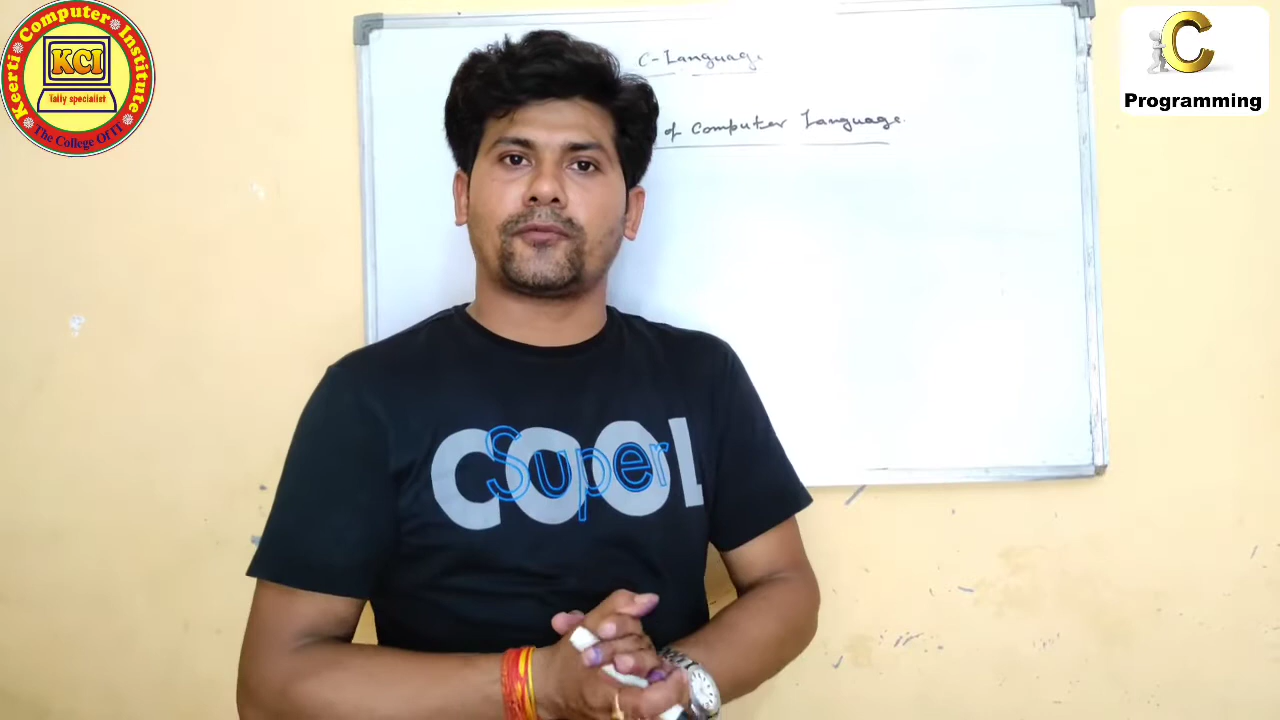 Keerti Computer Institute
KCI
Tally specialist
The College Of IT
C-Language
of Computer Language.
C
Programming
COOL
Super